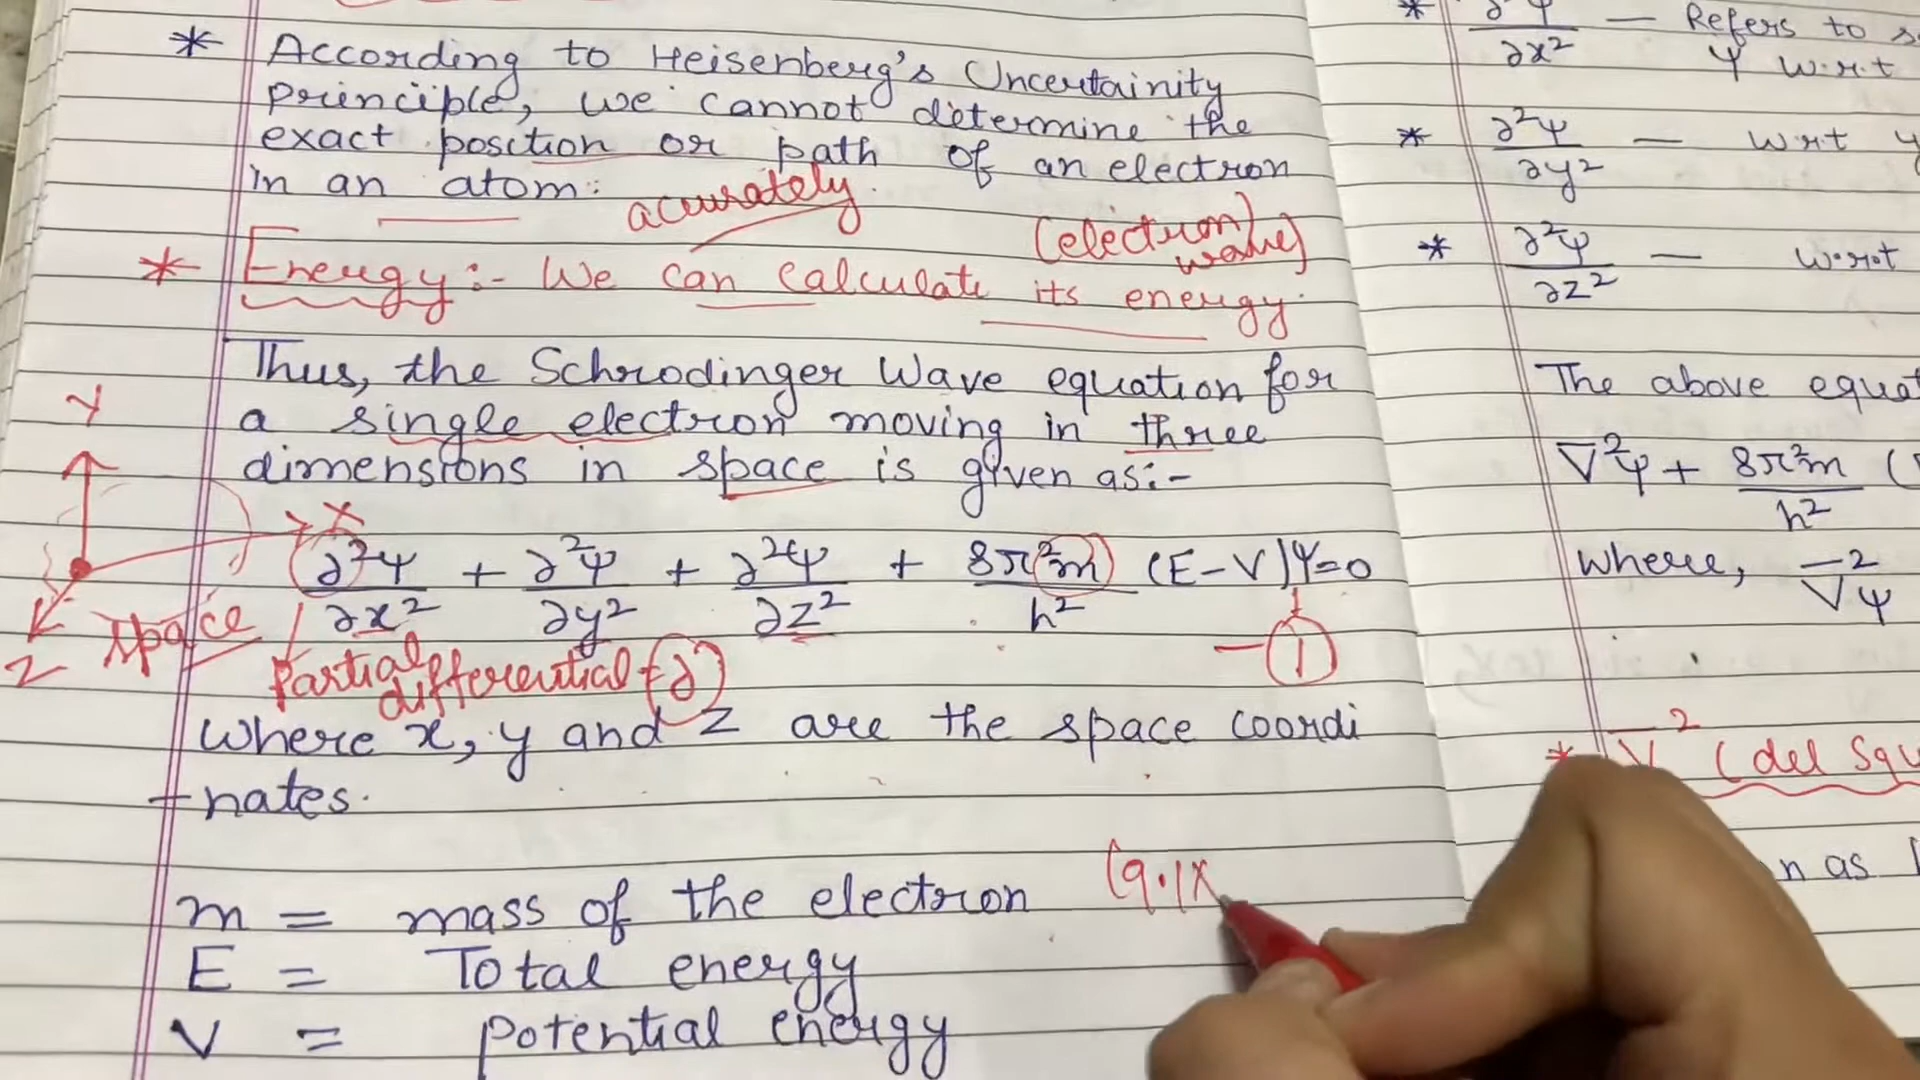 * According to Heisenberg's Uncertainity
principle, we cannot determine the
exact position or path of an electron
in an atom. accurately.
(electron wave)
* Energy:- We can calculate its energy.
Thus, the Schrodinger Wave equation for
a single electron moving in three
dimensions in space is given as:-
Y
X
Z
space
∂²ψ/∂x² + ∂²ψ/∂y² + ∂²ψ/∂z² + 8π²m/h² (E-V)ψ=0
— 1
Partial differential (∂)
Where x, y and z are the space coordi
-nates.
m = mass of the electron (9.1x
E = Total energy
V = potential energy
* ∂²ψ/∂x² — Refers to
ψ w.r.t
* ∂²ψ/∂y² — w.r.t y
* ∂²ψ/∂z² — w.r.t
The above equat
∇²ψ + 8π²m/h² (
where, ∇²ψ
* ∇² (del Squ
n as